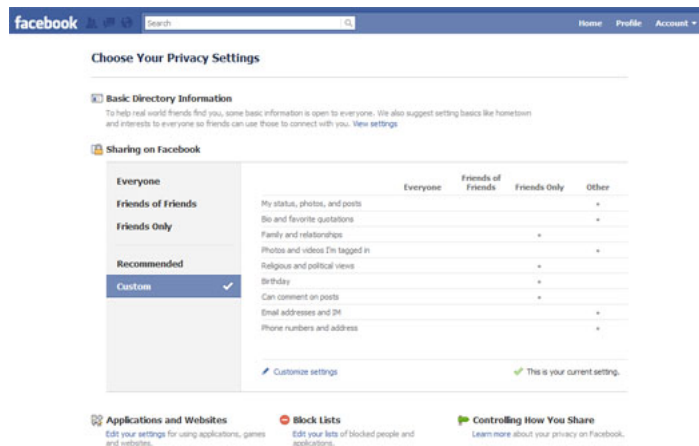 facebook
Search
Home Profile Account
Choose Your Privacy Settings
Basic Directory Information
To help real world friends find you, some basic information is open to everyone. We also suggest setting basics like hometown
and interests to everyone so friends can use those to connect with you. View settings
Sharing on Facebook
Everyone
Friends of Friends
Friends Only
Recommended
Custom
Everyone Friends of Friends Friends Only Other
My status, photos, and posts
Bio and favorite quotations
Family and relationships
Photos and videos I'm tagged in
Religious and political views
Birthday
Can comment on posts
Email addresses and IM
Phone numbers and address
Customize settings
This is your current setting.
Applications and Websites
Edit your settings for using applications, games
and websites.
Block Lists
Edit your lists of blocked people and
applications.
Controlling How You Share
Learn more about your privacy on Facebook.